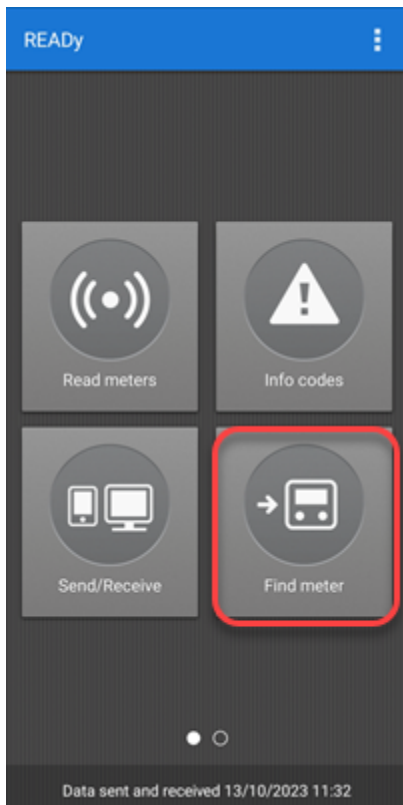 READy
Read meters
Info codes
Send/Receive
Find meter
Data sent and received 13/10/2023 11:32